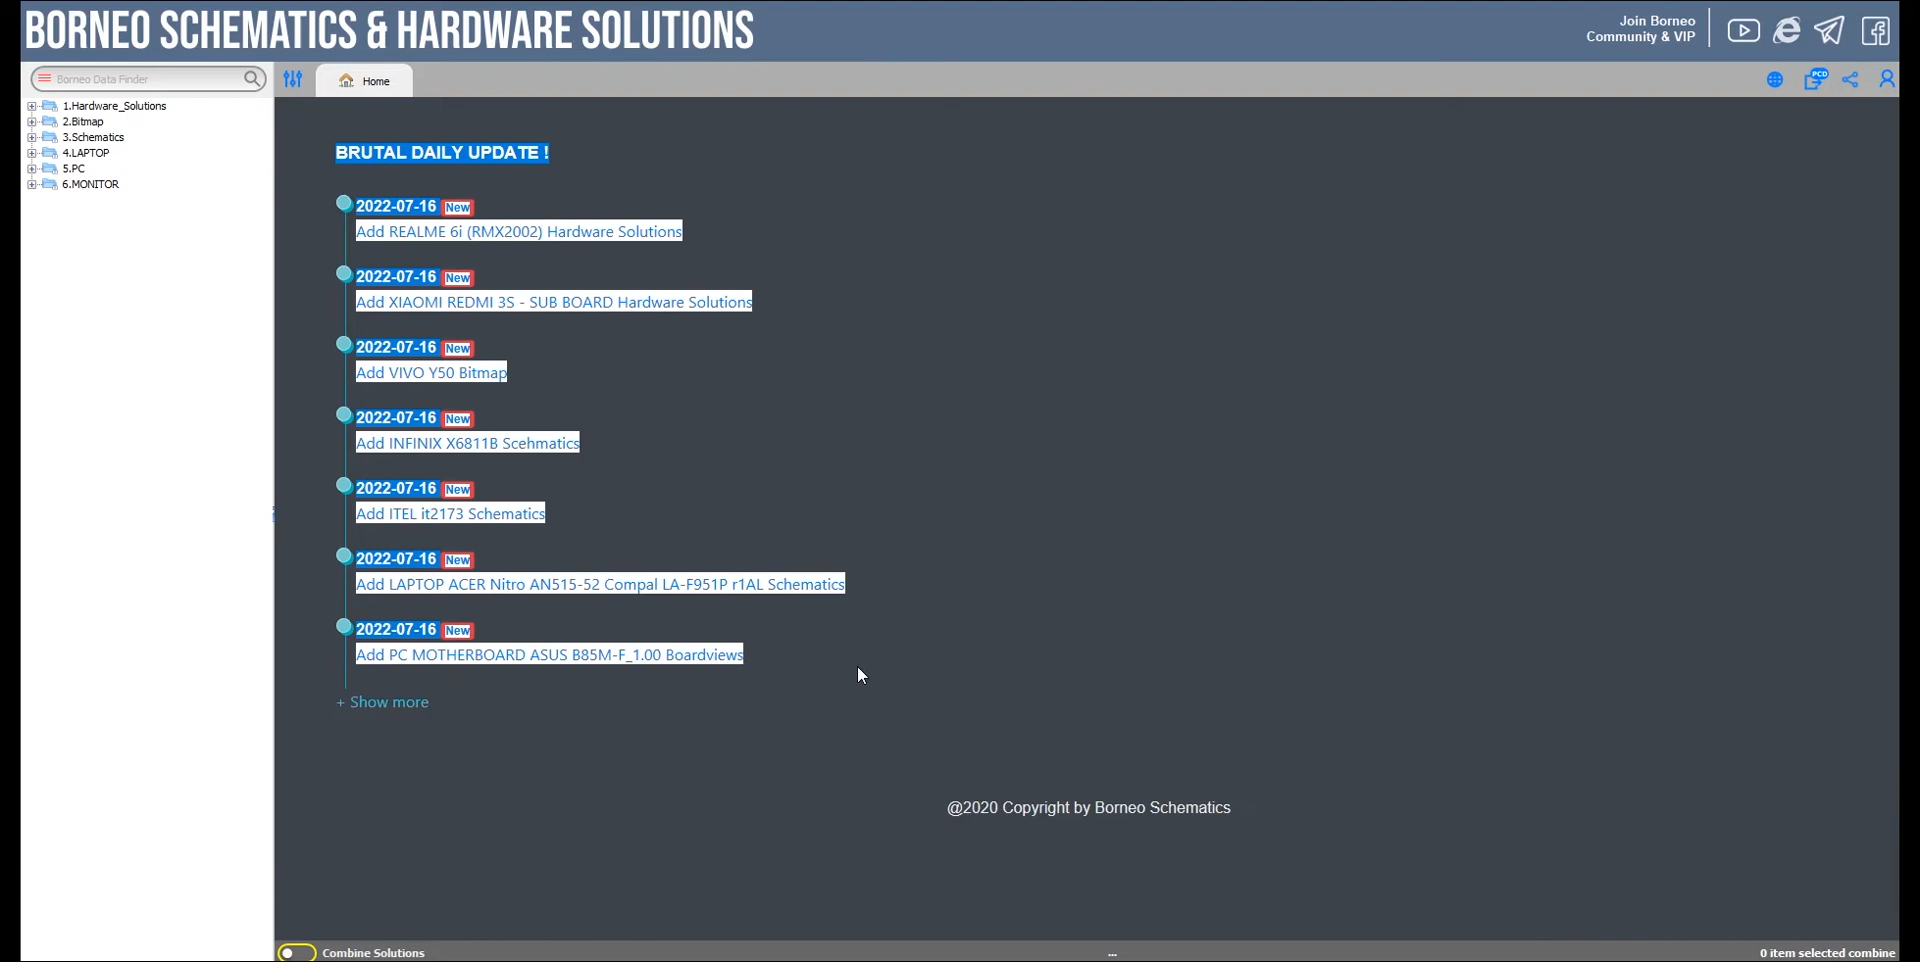 BORNEO SCHEMATICS & HARDWARE SOLUTIONS
Join Borneo
Community & VIP
Borneo Data Finder
Home
PCD
1.Hardware_Solutions
2.Bitmap
3.Schematics
4.LAPTOP
5.PC
6.MONITOR
BRUTAL DAILY UPDATE !
2022-07-16 New
Add REALME 6i (RMX2002) Hardware Solutions
2022-07-16 New
Add XIAOMI REDMI 3S - SUB BOARD Hardware Solutions
2022-07-16 New
Add VIVO Y50 Bitmap
2022-07-16 New
Add INFINIX X6811B Scehmatics
2022-07-16 New
Add ITEL it2173 Schematics
2022-07-16 New
Add LAPTOP ACER Nitro AN515-52 Compal LA-F951P r1AL Schematics
2022-07-16 New
Add PC MOTHERBOARD ASUS B85M-F_1.00 Boardviews
+ Show more
@2020 Copyright by Borneo Schematics
Combine Solutions
...
0 item selected combine